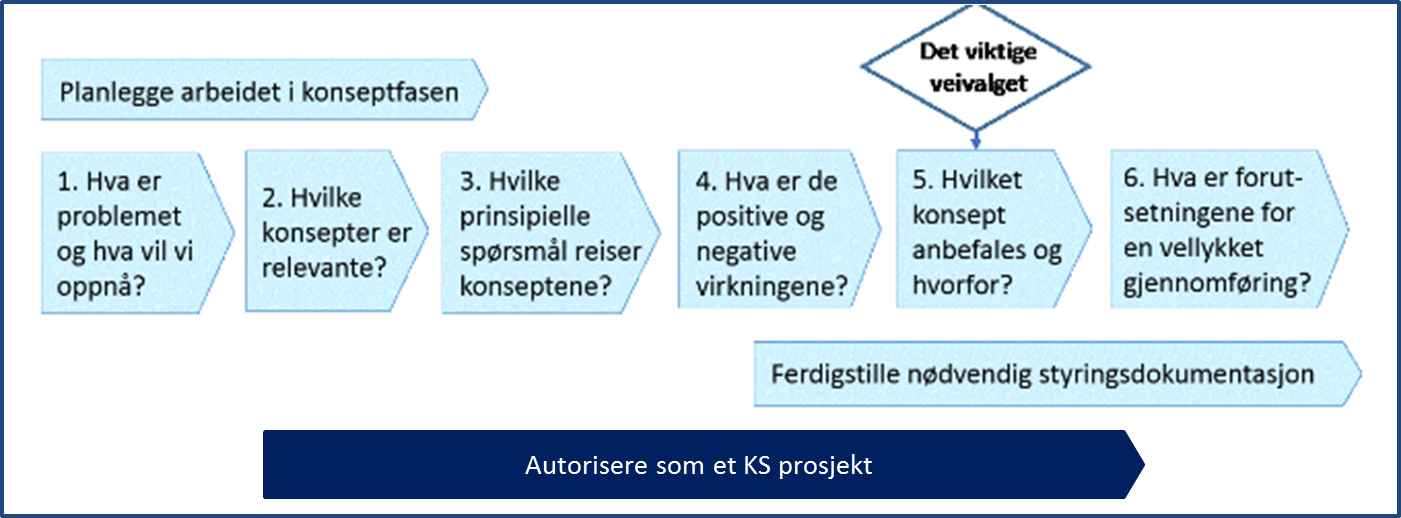 Det viktige
veivalget
Planlegge arbeidet i konseptfasen
1. Hva er
problemet
og hva vil vi
oppnå?
2. Hvilke
konsepter er
relevante?
3. Hvilke
prinsipielle
spørsmål reiser
konseptene?
4. Hva er de
positive og
negative
virkningene?
5. Hvilket
konsept
anbefales og
hvorfor?
6. Hva er forut-
setningene for
en vellykket
gjennomføring?
Ferdigstille nødvendig styringsdokumentasjon
Autorisere som et KS prosjekt